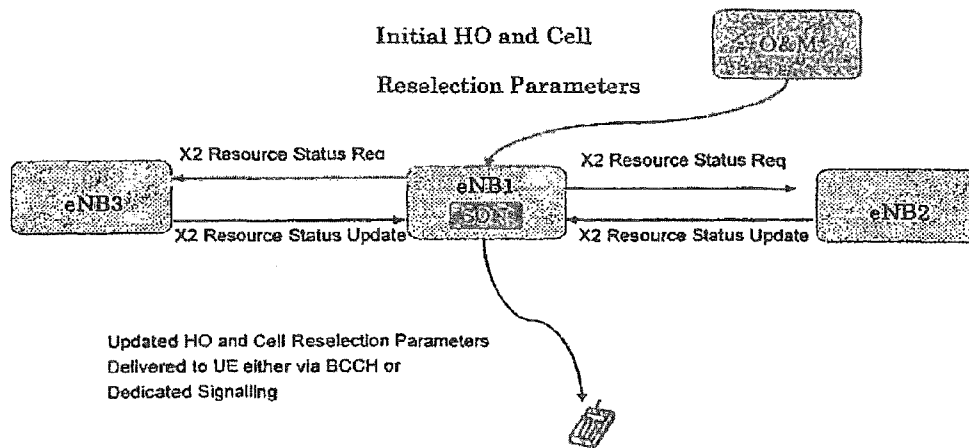 Initial HO and Cell
Reselection Parameters
O&M
X2 Resource Status Req
X2 Resource Status Req
eNB3
eNB1
eNB2
X2 Resource Status Update
X2 Resource Status Update
Updated HO and Cell Reselection Parameters
Delivered to UE either via BCCH or
Dedicated Signalling